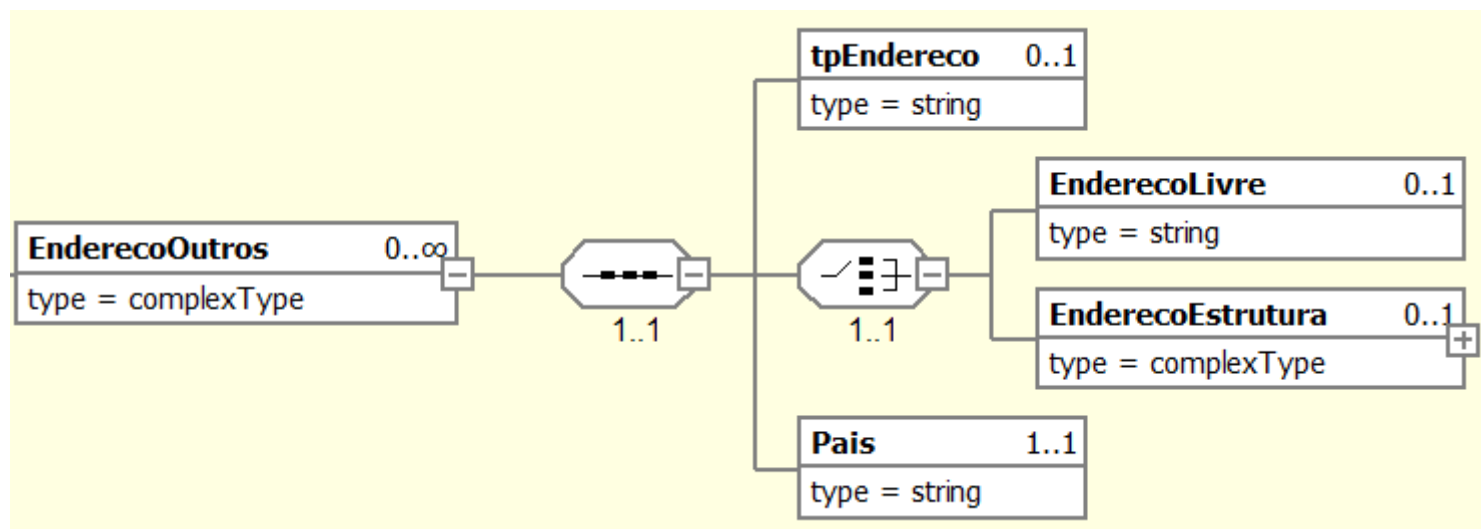 tpEndereco 0..1
type = string
EnderecoLivre 0..1
type = string
EnderecoOutros 0..∞
type = complexType
1..1
1..1
EnderecoEstrutura 0..1
type = complexType
Pais 1..1
type = string